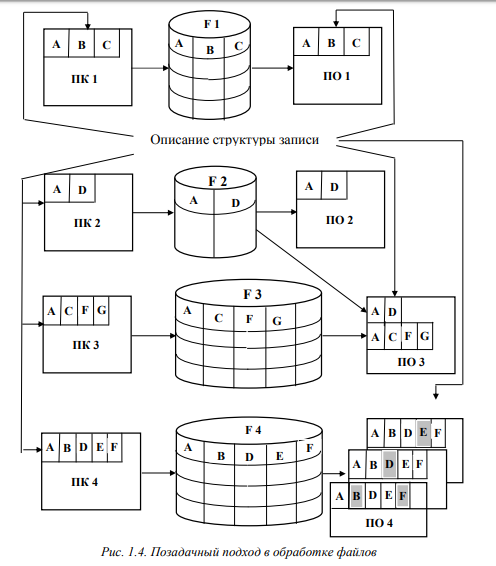 F 1
A B C
A B C
A B C
ПК 1
ПО 1
Описание структуры записи
F 2
A D
A D
A D
ПК 2
ПО 2
F 3
A C F G
A C F G
A D
A C F G
ПК 3
ПО 3
F 4
A B D E F
A B D E F
A B D E F
A B D E F
A B D E F
ПК 4
ПО 4
Рис. 1.4. Позадачный подход в обработке файлов